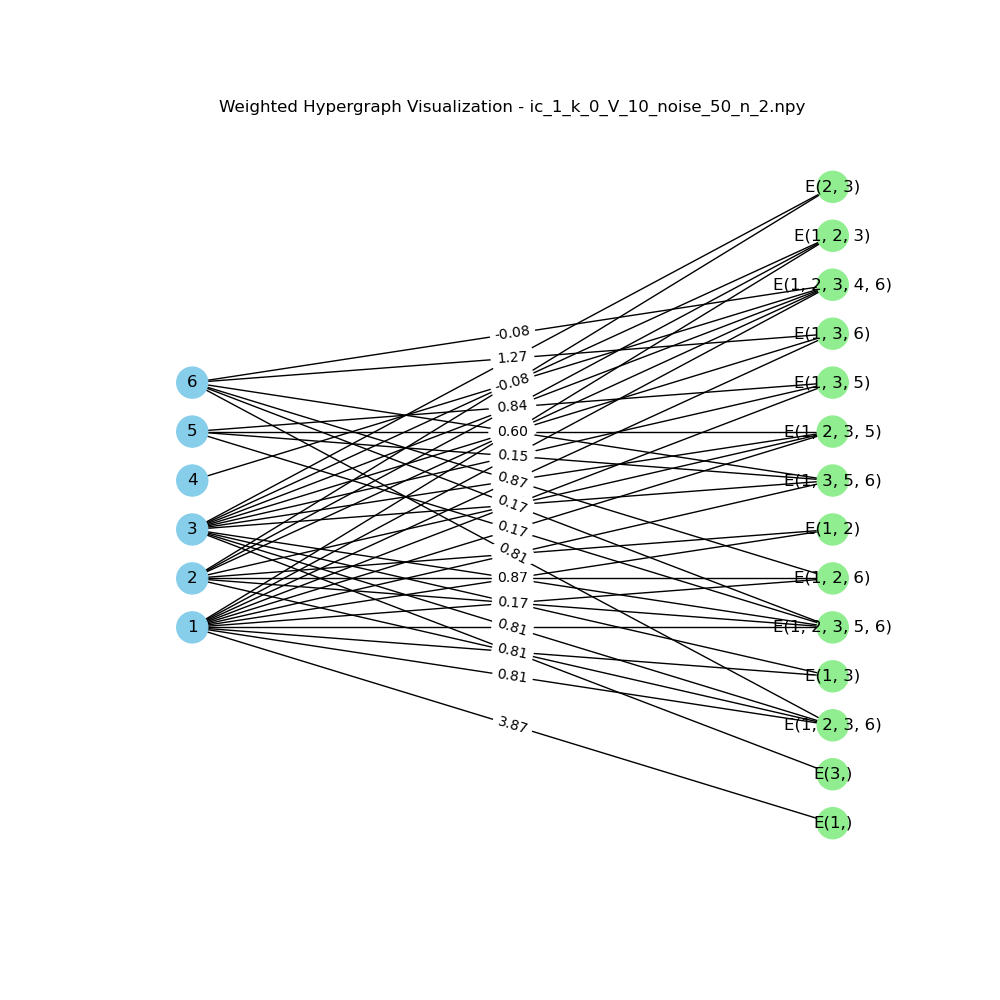 Weighted Hypergraph Visualization - ic_1_k_0_V_10_noise_50_n_2.npy
E(2, 3)
E(1, 2, 3)
E(1, 2, 3, 4, 6)
-0.08
E(1, 3, 6)
1.27
6
-0.08
E(1, 3, 5)
0.84
5
0.60
E(1, 2, 3, 5)
0.15
4
0.87
E(1, 3, 5, 6)
0.17
3
0.17
E(1, 2)
0.81
2
0.87
E(1, 2, 6)
0.17
1
0.81
E(1, 2, 3, 5, 6)
0.81
0.81
E(1, 3)
3.87
E(1, 2, 3, 6)
E(3,)
E(1,)